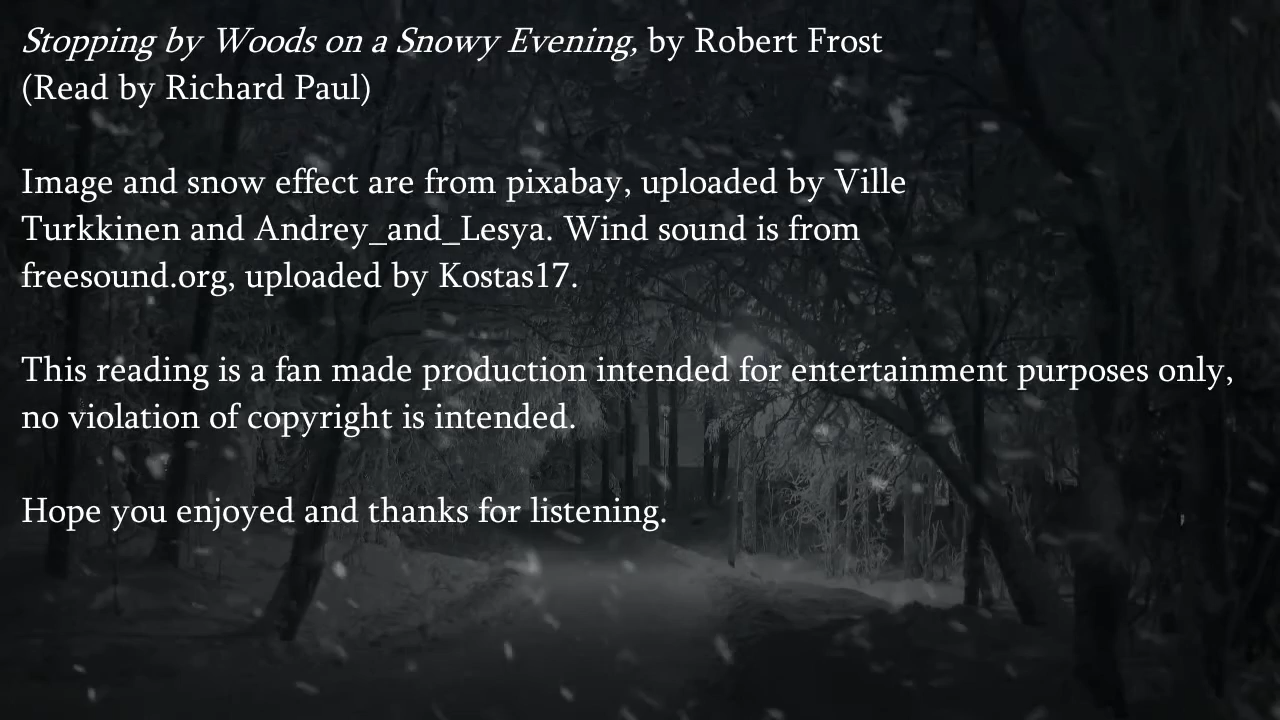 Stopping by Woods on a Snowy Evening, by Robert Frost
(Read by Richard Paul)
Image and snow effect are from pixabay, uploaded by Ville
Turkkinen and Andrey_and_Lesya. Wind sound is from
freesound.org, uploaded by Kostas17.
This reading is a fan made production intended for entertainment purposes only,
no violation of copyright is intended.
Hope you enjoyed and thanks for listening.